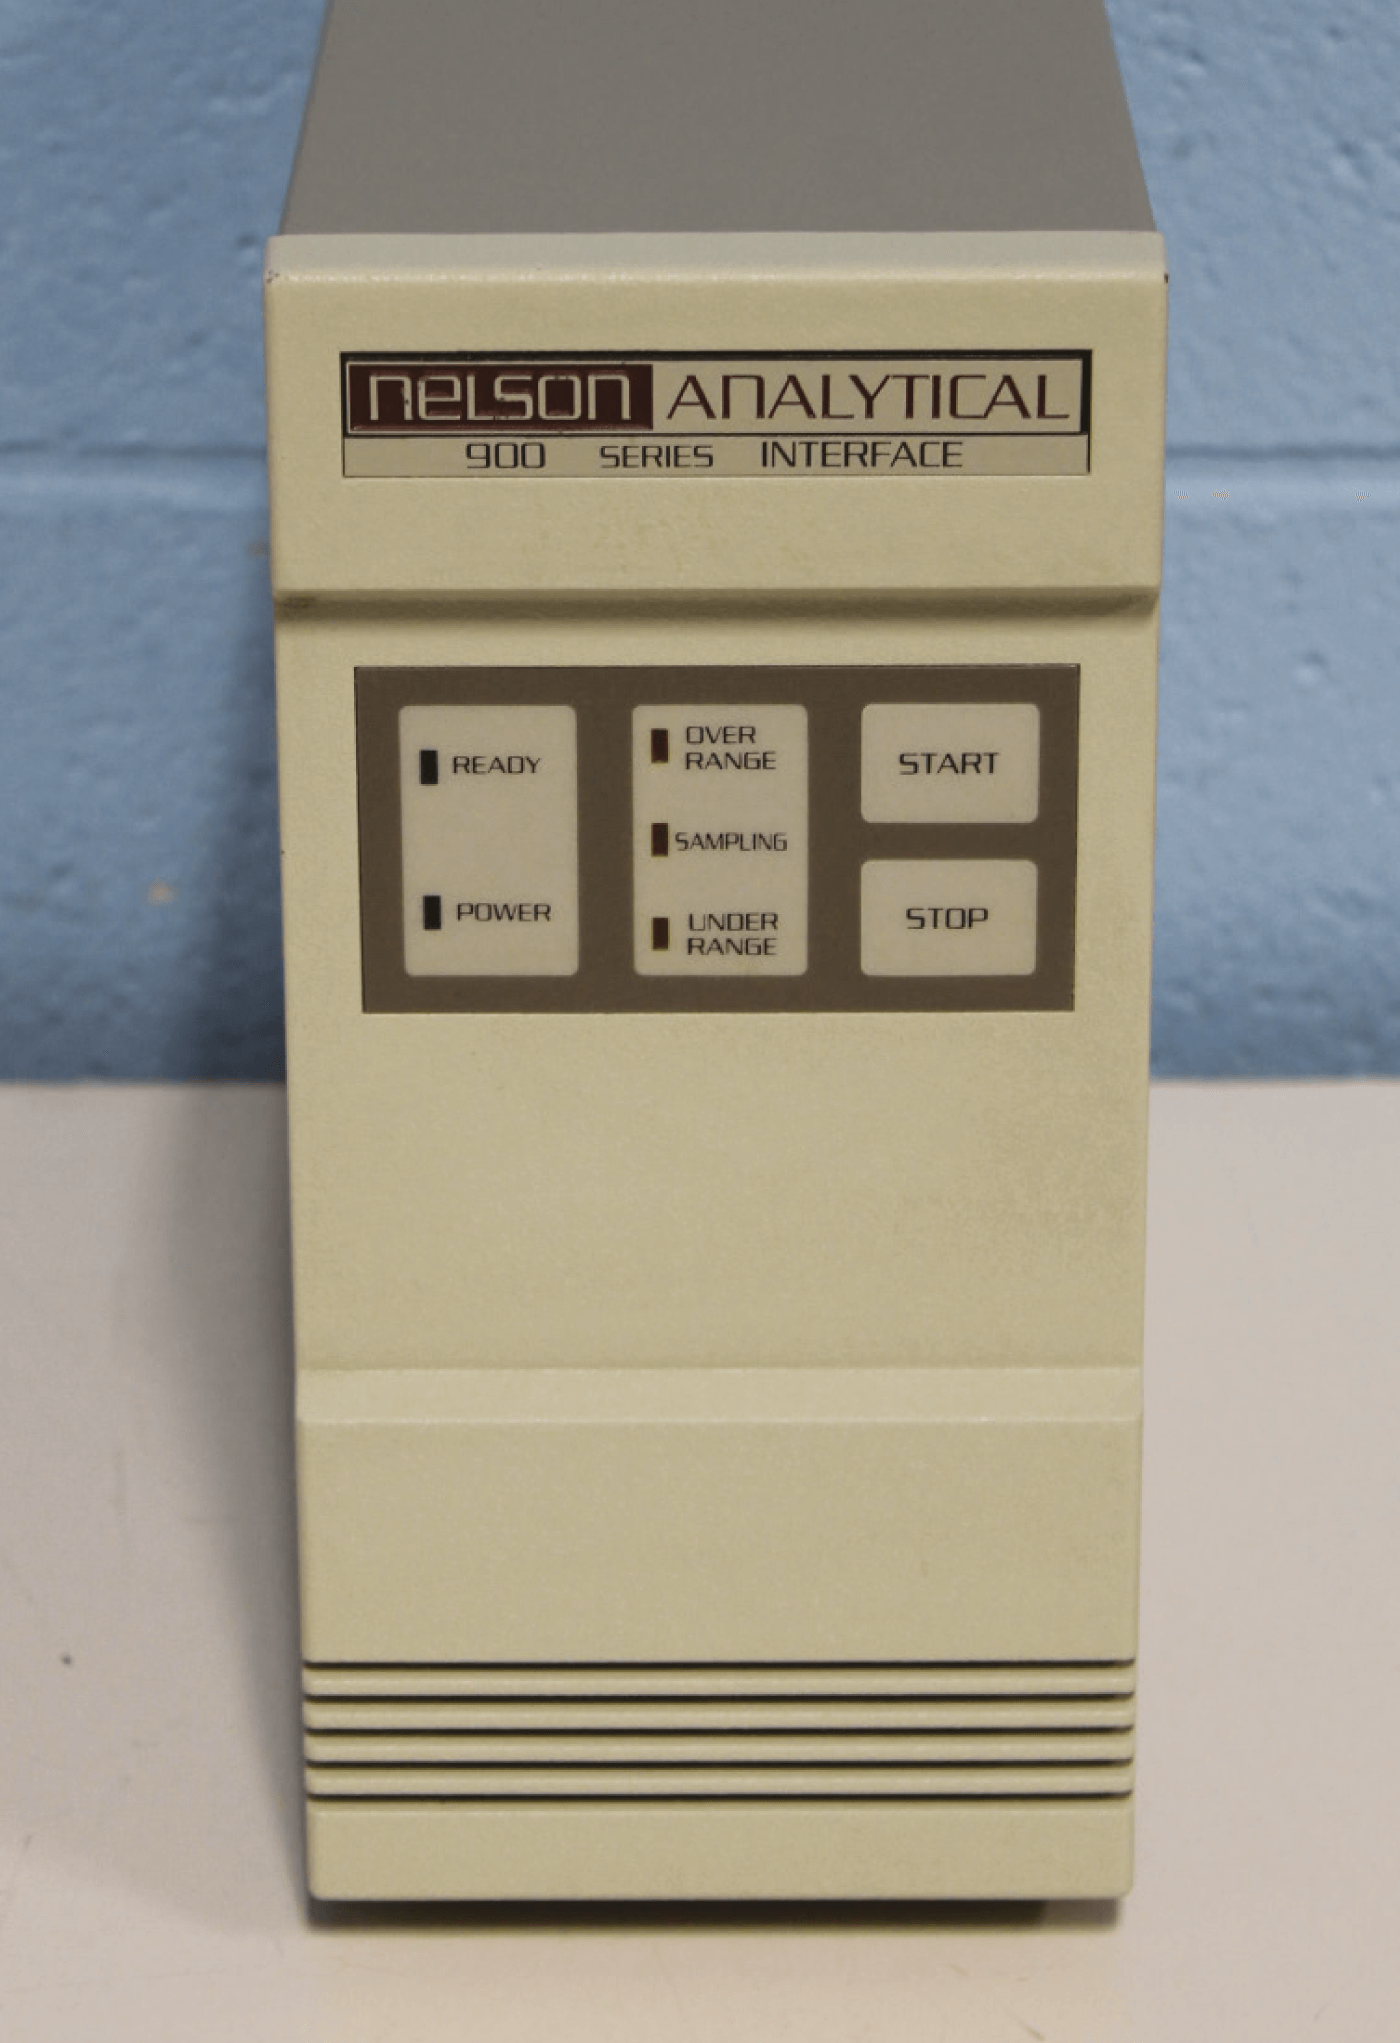 nelson ANALYTICAL
900 SERIES INTERFACE
READY
POWER
OVER
RANGE
SAMPLING
UNDER
RANGE
START
STOP